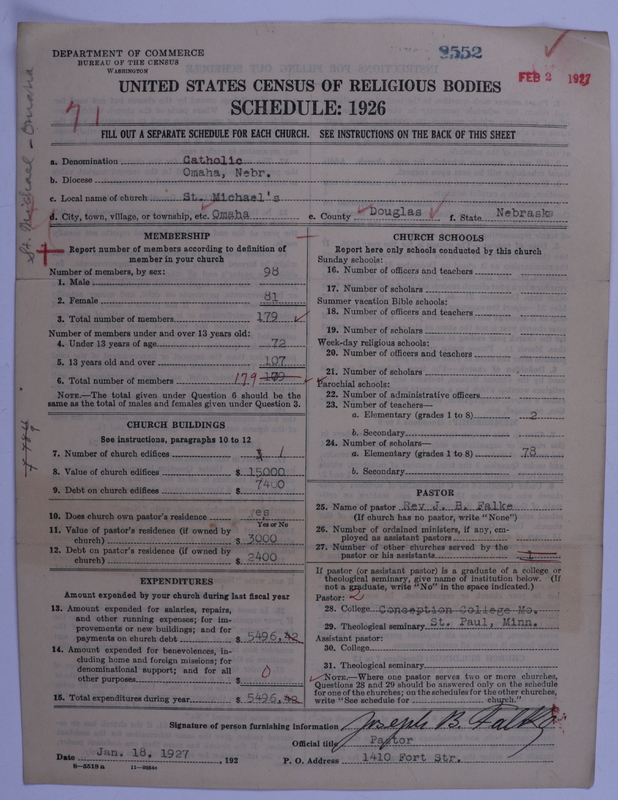 DEPARTMENT OF COMMERCE
BUREAU OF THE CENSUS
WASHINGTON
9552
FEB 2 1927
UNITED STATES CENSUS OF RELIGIOUS BODIES
SCHEDULE: 1926
71
FILL OUT A SEPARATE SCHEDULE FOR EACH CHURCH. SEE INSTRUCTIONS ON THE BACK OF THIS SHEET
St. Michael - Omaha
a. Denomination Catholic
b. Diocese Omaha, Nebr.
c. Local name of church St. Michael's
d. City, town, village, or township, etc. Omaha e. County Douglas f. State Nebraska
MEMBERSHIP
Report number of members according to definition of
member in your church
Number of members, by sex:
1. Male 98
2. Female 81
3. Total number of members 179
Number of members under and over 13 years old:
4. Under 13 years of age 72
5. 13 years old and over 107
6. Total number of members 179
NOTE.—The total given under Question 6 should be the
same as the total of males and females given under Question 3.
CHURCH BUILDINGS
See instructions, paragraphs 10 to 12
7. Number of church edifices 1
8. Value of church edifices $ 15000
9. Debt on church edifices $ 7400
10. Does church own pastor's residence yes
Yes or No
11. Value of pastor's residence (if owned by
church) $ 3000
12. Debt on pastor's residence (if owned by
church) $ 2400
EXPENDITURES
Amount expended by your church during last fiscal year
13. Amount expended for salaries, repairs,
and other running expenses; for im-
provements or new buildings; and for
payments on church debt $ 5496.
14. Amount expended for benevolences, in-
cluding home and foreign missions; for
denominational support; and for all
other purposes $ 0
15. Total expenditures during year $ 5496.
CHURCH SCHOOLS
Report here only schools conducted by this church
Sunday schools:
16. Number of officers and teachers
17. Number of scholars
Summer vacation Bible schools:
18. Number of officers and teachers
19. Number of scholars
Week-day religious schools:
20. Number of officers and teachers
21. Number of scholars
Parochial schools:
22. Number of administrative officers
23. Number of teachers—
a. Elementary (grades 1 to 8) 2
b. Secondary
24. Number of scholars—
a. Elementary (grades 1 to 8) 78
b. Secondary
PASTOR
25. Name of pastor Rev J. B. Falke
(If church has no pastor, write "None")
26. Number of ordained ministers, if any, em-
ployed as assistant pastors
27. Number of other churches served by the
pastor or his assistants 1
If pastor (or assistant pastor) is a graduate of a college or
theological seminary, give name of institution below. (If
not a graduate, write "No" in the space indicated.)
Pastor: 2
28. College Conception College Mo.
29. Theological seminary St. Paul, Minn.
Assistant pastor:
30. College
31. Theological seminary
NOTE.—Where one pastor serves two or more churches,
Questions 28 and 29 should be answered only on the schedule
for one of the churches; on the schedules for the other churches,
write "See schedule for church."
Signature of person furnishing information Joseph B. Falke
Official title Pastor
Date Jan. 18, 1927, 192 P. O. Address 1410 Fort Str.
8—5519a